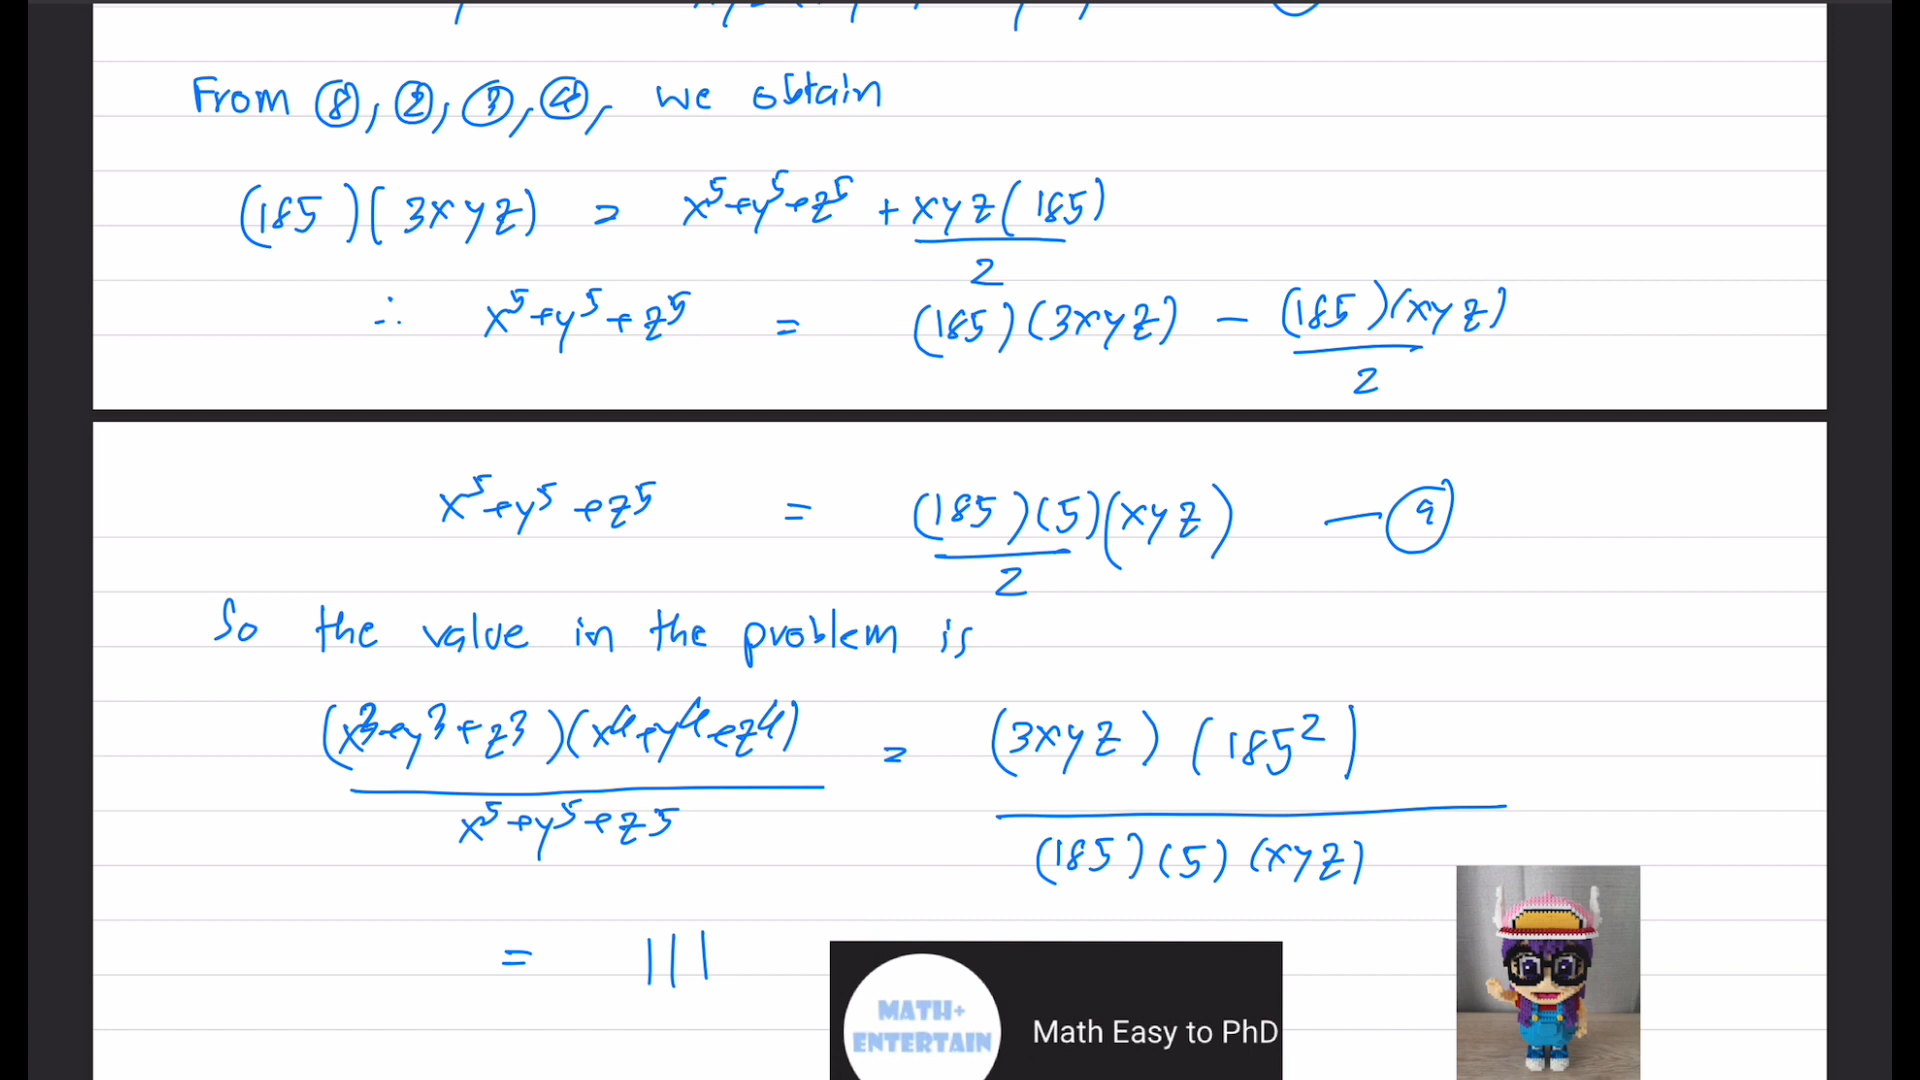 From ⑧, ②, ③, ④, we obtain
(185)(3xyz) = x⁵+y⁵+z⁵ + xyz(185)/2
∴ x⁵+y⁵+z⁵ = (185)(3xyz) − (185)(xyz)/2
x⁵+y⁵+z⁵ = (185)(5)/2 (xyz) — ⑨
So the value in the problem is
(x³+y³+z³)(x⁴+y⁴+z⁴)/(x⁵+y⁵+z⁵) = (3xyz)(185²)/((185)(5)(xyz))
= 111
MATH+
ENTERTAIN
Math Easy to PhD